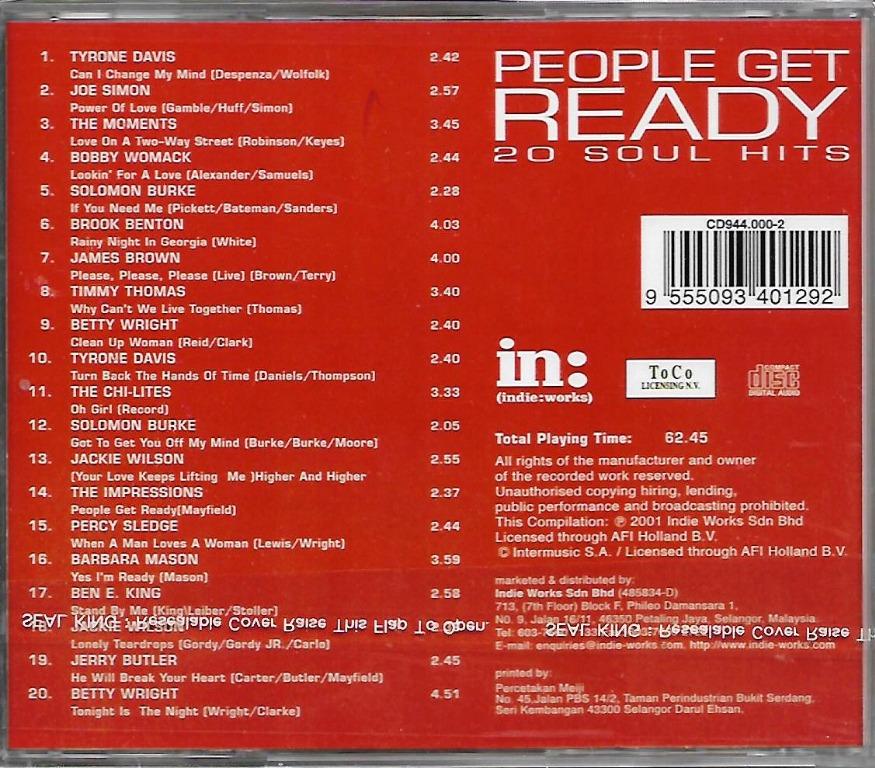 1. TYRONE DAVIS 2.42
Can I Change My Mind (Despenza/Wolfolk)
2. JOE SIMON 2.57
Power Of Love (Gamble/Huff/Simon)
3. THE MOMENTS 3.45
Love On A Two-Way Street (Robinson/Keyes)
4. BOBBY WOMACK 2.44
Lookin' For A Love (Alexander/Samuels)
5. SOLOMON BURKE 2.28
If You Need Me (Pickett/Bateman/Sanders)
6. BROOK BENTON 4.03
Rainy Night In Georgia (White)
7. JAMES BROWN 4.00
Please, Please, Please (Live) (Brown/Terry)
8. TIMMY THOMAS 3.40
Why Can't We Live Together (Thomas)
9. BETTY WRIGHT 2.40
Clean Up Woman (Reid/Clark)
10. TYRONE DAVIS 2.40
Turn Back The Hands Of Time (Daniels/Thompson)
11. THE CHI-LITES 3.33
Oh Girl (Record)
12. SOLOMON BURKE 2.05
Got To Get You Off My Mind (Burke/Burke/Moore)
13. JACKIE WILSON 2.55
(Your Love Keeps Lifting Me )Higher And Higher
14. THE IMPRESSIONS 2.37
People Get Ready(Mayfield)
15. PERCY SLEDGE 2.44
When A Man Loves A Woman (Lewis/Wright)
16. BARBARA MASON 3.59
Yes I'm Ready (Mason)
17. BEN E. KING 2.58
Stand By Me (King\Leiber/Stoller)
SEAL KING : Resealable Cover Raise This Flap To Open.
18.
Lonely Teardrops (Gordy/Gordy JR./Carlo)
19. JERRY BUTLER 2.45
He Will Break Your Heart (Carter/Butler/Mayfield)
20. BETTY WRIGHT 4.51
Tonight Is The Night (Wright/Clarke)
PEOPLE GET
READY
20 SOUL HITS
CD944.000-2
9 555093 401292
in:
(indie:works)
ToCo
LICENSING N.V.
COMPACT
disc
DIGITAL AUDIO
Total Playing Time: 62.45
All rights of the manufacturer and owner
of the recorded work reserved.
Unauthorised copying hiring, lending,
public performance and broadcasting prohibited.
This Compilation: ℗ 2001 Indie Works Sdn Bhd
Licensed through AFI Holland B.V.
© Intermusic S.A. / Licensed through AFI Holland B.V.
marketed & distributed by:
Indie Works Sdn Bhd (485834-D)
713, (7th Floor) Block F, Phileo Damansara 1,
No. 9, Jalan 16/11, 46350 Petaling Jaya, Selangor, Malaysia.
SEAL KING : Resealable Cover Raise Th
Tel: 603-7
E-mail: enquiries@indie-works.com, http://www.indie-works.com
printed by:
Percetakan Meiji
No. 45,Jalan PBS 14/2, Taman Perindustrian Bukit Serdang,
Seri Kembangan 43300 Selangor Darul Ehsan.